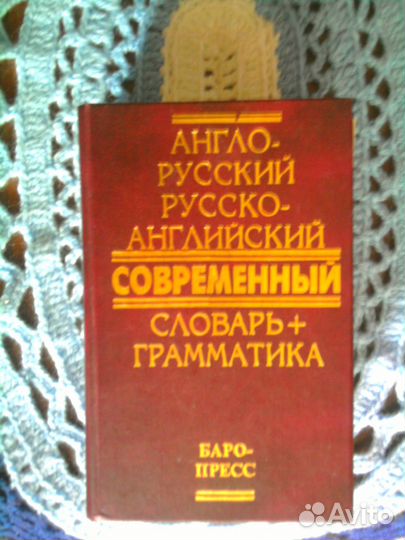 АНГЛО-
РУССКИЙ
РУССКО-
АНГЛИЙСКИЙ
СОВРЕМЕННЫЙ
СЛОВАРЬ+
ГРАММАТИКА
БАРО-
ПРЕСС
Avito